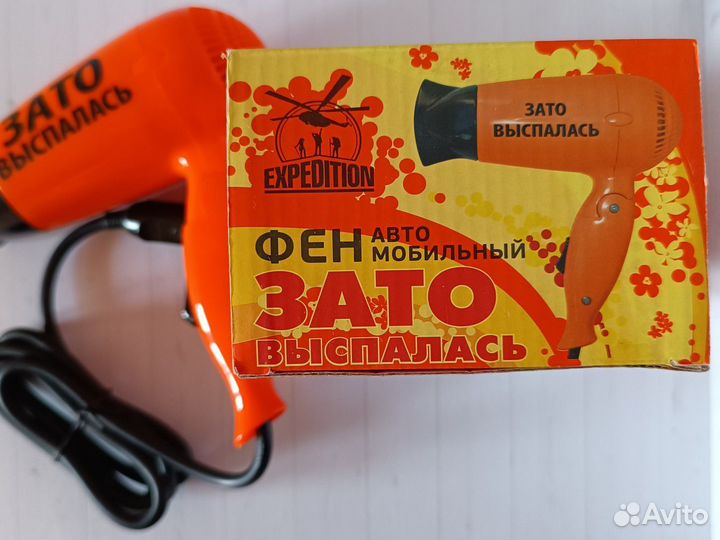 ЗАТО
ВЫСПАЛАСЬ
ЗАТО
ВЫСПАЛАСЬ
EXPEDITION
ФЕН АВТО
МОБИЛЬНЫЙ
ЗАТО
ВЫСПАЛАСЬ
Avito